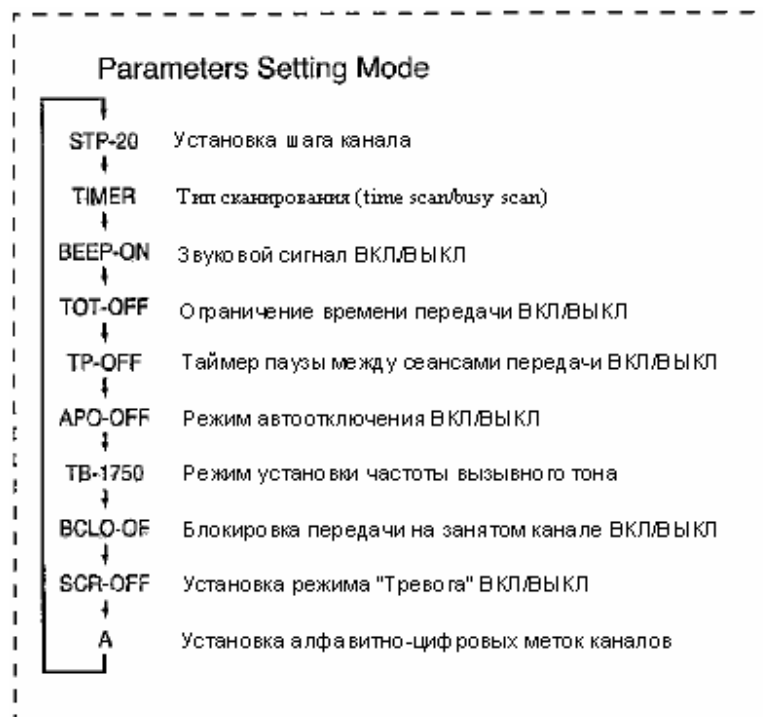 Parameters Setting Mode
STP-20 Установка шага канала
TIMER Тип сканирования (time scan/busy scan)
BEEP-ON Звуковой сигнал ВКЛ/ВЫКЛ
TOT-OFF Ограничение времени передачи ВКЛ/ВЫКЛ
TP-OFF Таймер паузы между сеансами передачи ВКЛ/ВЫКЛ
APO-OFF Режим автоотключения ВКЛ/ВЫКЛ
TB-1750 Режим установки частоты вызывного тона
BCLO-OF Блокировка передачи на занятом канале ВКЛ/ВЫКЛ
SCR-OFF Установка режима "Тревога" ВКЛ/ВЫКЛ
A Установка алфавитно-цифровых меток каналов